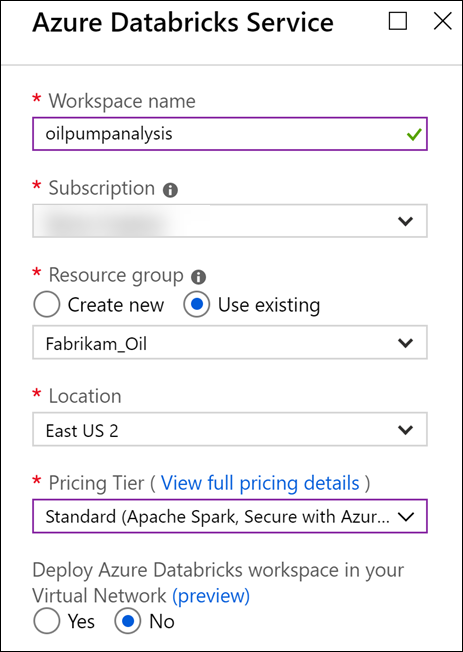 Azure Databricks Service
* Workspace name
oilpumpanalysis
* Subscription
* Resource group
Create new Use existing
Fabrikam_Oil
* Location
East US 2
* Pricing Tier ( View full pricing details )
Standard (Apache Spark, Secure with Azur...
Deploy Azure Databricks workspace in your
Virtual Network (preview)
Yes No